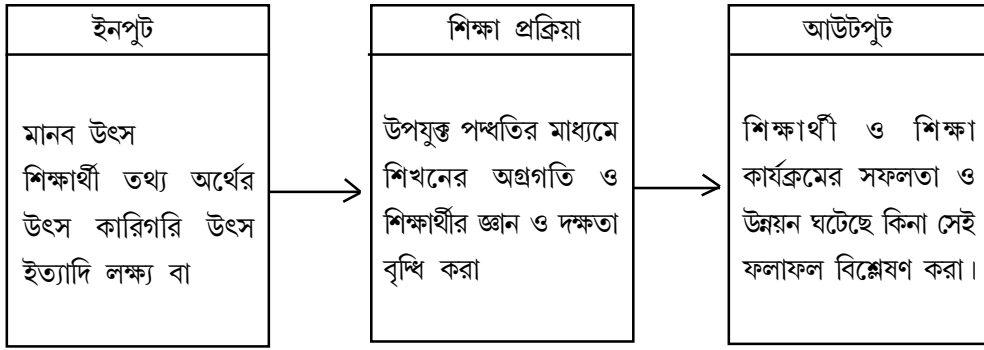 ইনপুট
মানব উৎস
শিক্ষার্থী তথ্য অর্থের
উৎস কারিগরি উৎস
ইত্যাদি লক্ষ্য বা
শিক্ষা প্রক্রিয়া
উপযুক্ত পদ্ধতির মাধ্যমে
শিখনের অগ্রগতি ও
শিক্ষার্থীর জ্ঞান ও দক্ষতা
বৃদ্ধি করা
আউটপুট
শিক্ষার্থী ও শিক্ষা
কার্যক্রমের সফলতা ও
উন্নয়ন ঘটেছে কিনা সেই
ফলাফল বিশ্লেষণ করা।